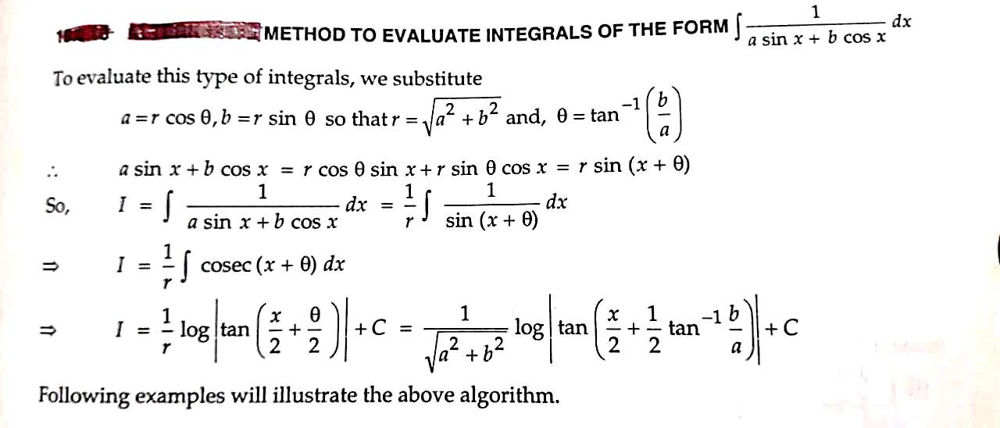 METHOD TO EVALUATE INTEGRALS OF THE FORM ∫ 1/(a sin x + b cos x) dx
To evaluate this type of integrals, we substitute
a = r cos θ, b = r sin θ so that r = √(a² + b²) and, θ = tan⁻¹(b/a)
∴ a sin x + b cos x = r cos θ sin x + r sin θ cos x = r sin (x + θ)
So, I = ∫ 1/(a sin x + b cos x) dx = 1/r ∫ 1/(sin (x + θ)) dx
⇒ I = 1/r ∫ cosec (x + θ) dx
⇒ I = 1/r log |tan (x/2 + θ/2)| + C = 1/√(a² + b²) log |tan (x/2 + 1/2 tan⁻¹ b/a)| + C
Following examples will illustrate the above algorithm.